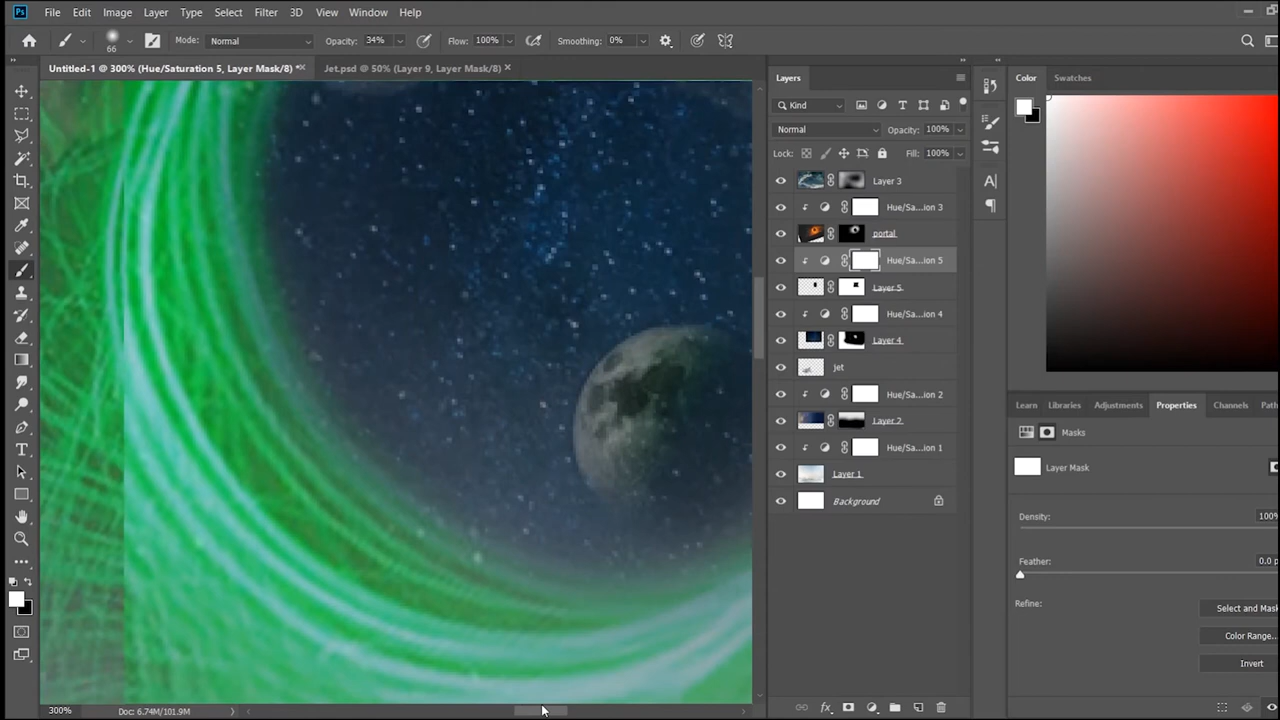 Ps File Edit Image Layer Type Select Filter 3D View Window Help
66 Mode: Normal Opacity: 34% Flow: 100% Smoothing: 0%
Untitled-1 @ 300% (Hue/Saturation 5, Layer Mask/8) * Jet.psd @ 50% (Layer 9, Layer Mask/8)
Layers
Color Swatches
Kind
Normal Opacity: 100%
Lock: Fill: 100%
Layer 3
Hue/Sa...ion 3
portal
Hue/Sa...ion 5
Layer 5
Hue/Sa...ion 4
Layer 4
jet
Hue/Sa...ion 2
Layer 2
Hue/Sa...ion 1
Layer 1
Background
Learn Libraries Adjustments Properties Channels Pat
Masks
Layer Mask
Density: 100%
Feather: 0.0 p
Refine: Select and Mas
Color Range...
Invert
300% Doc: 6.74M/101.9M
fx